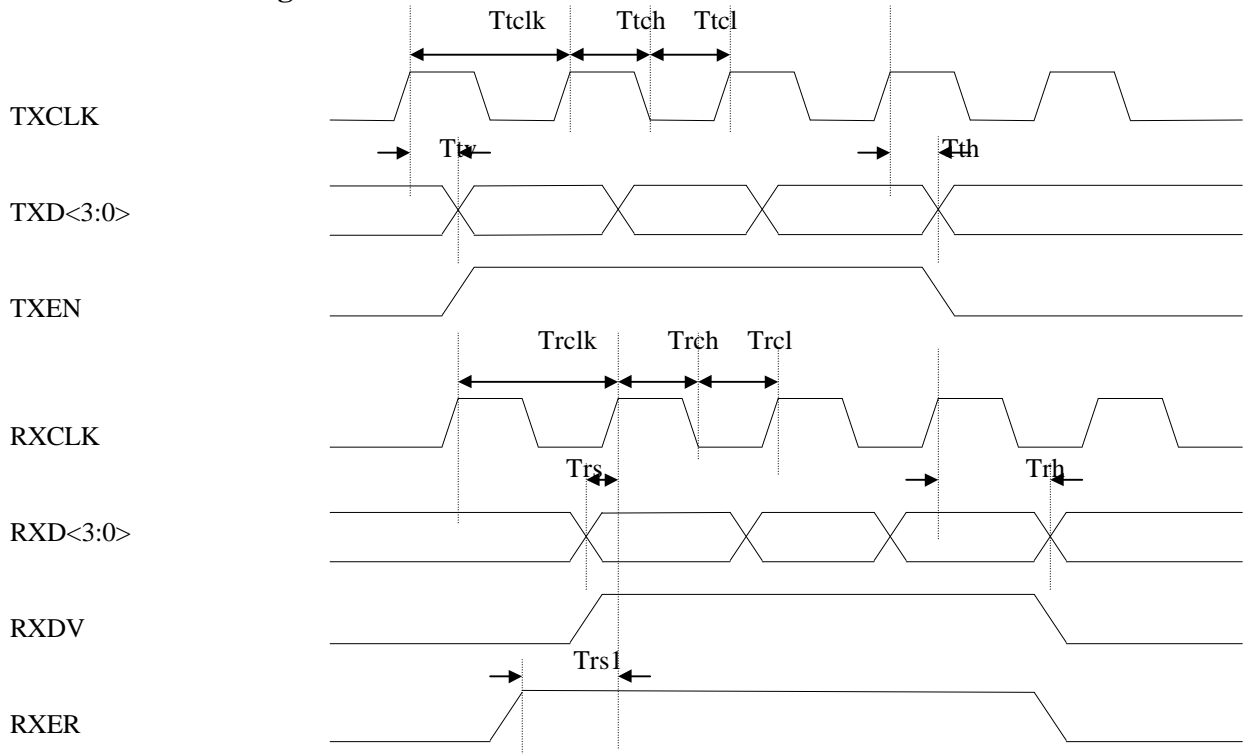 Ttclk Ttch Ttcl
TXCLK
Ttv Tth
TXD<3:0>
TXEN
Trclk Trch Trcl
RXCLK
Trs Trh
RXD<3:0>
RXDV
Trs1
RXER